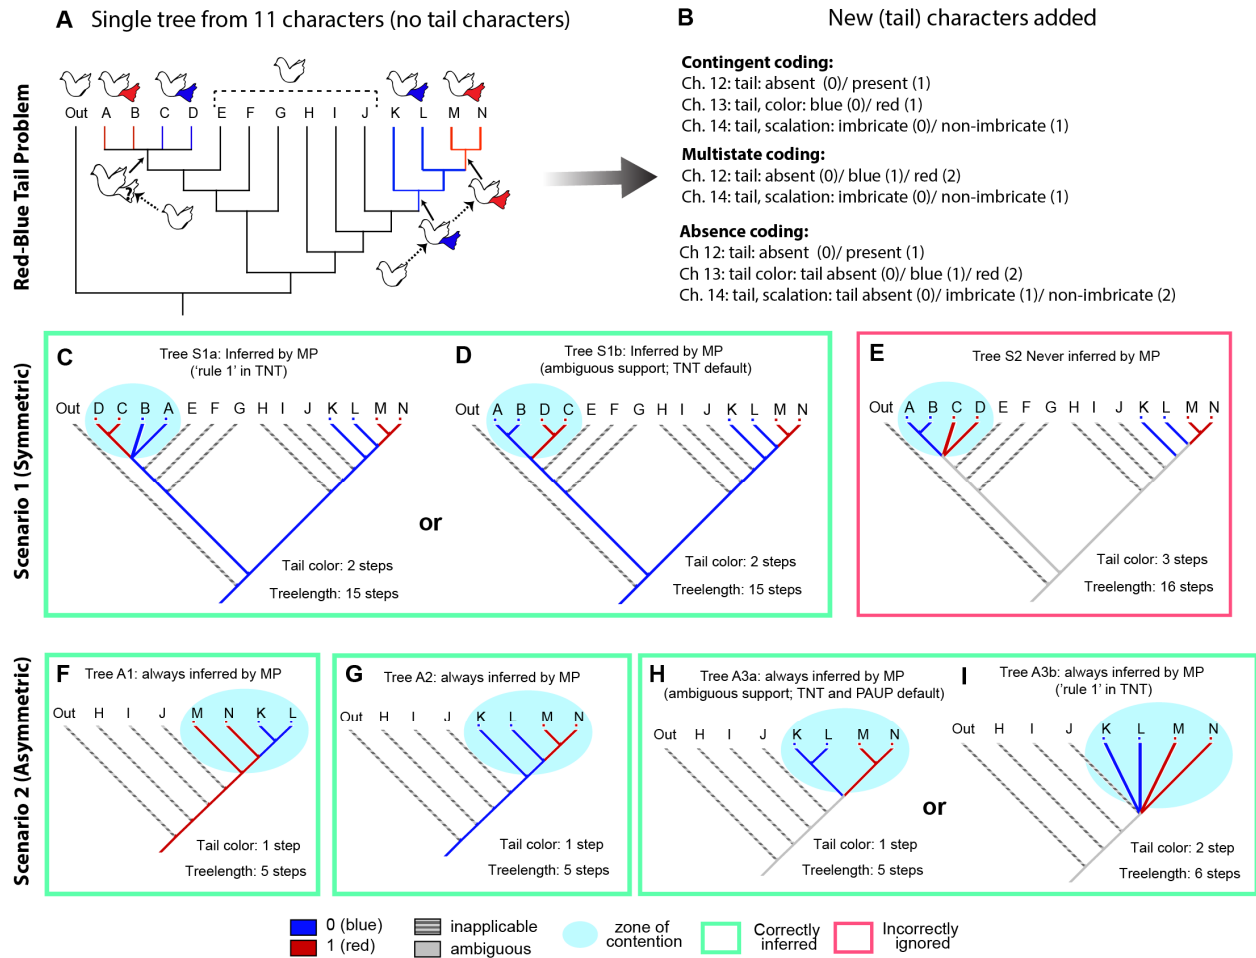 A Single tree from 11 characters (no tail characters)
B New (tail) characters added
Red-Blue Tail Problem
Out A B C D E F G H I J K L M N
?
Contingent coding:
Ch. 12: tail: absent (0)/ present (1)
Ch. 13: tail, color: blue (0)/ red (1)
Ch. 14: tail, scalation: imbricate (0)/ non-imbricate (1)
Multistate coding:
Ch. 12: tail: absent (0)/ blue (1)/ red (2)
Ch. 14: tail, scalation: imbricate (0)/ non-imbricate (1)
Absence coding:
Ch 12: tail: absent (0)/ present (1)
Ch 13: tail color: tail absent (0)/ blue (1)/ red (2)
Ch. 14: tail, scalation: tail absent (0)/ imbricate (1)/ non-imbricate (2)
Scenario 1 (Symmetric)
C Tree S1a: Inferred by MP
('rule 1' in TNT)
Out D C B A E F G H I J K L M N
Tail color: 2 steps
Treelength: 15 steps
or
D Tree S1b: Inferred by MP
(ambiguous support; TNT default)
Out A B D C E F G H I J K L M N
Tail color: 2 steps
Treelength: 15 steps
E Tree S2 Never inferred by MP
Out A B C D E F G H I J K L M N
Tail color: 3 steps
Treelength: 16 steps
Scenario 2 (Asymmetric)
F Tree A1: always inferred by MP
Out H I J M N K L
Tail color: 1 step
Treelength: 5 steps
G Tree A2: always inferred by MP
Out H I J K L M N
Tail color: 1 step
Treelength: 5 steps
H Tree A3a: always inferred by MP
(ambiguous support; TNT and PAUP default)
Out H I J K L M N
Tail color: 1 step
Treelength: 5 steps
or
I Tree A3b: always inferred by MP
('rule 1' in TNT)
Out H I J K L M N
Tail color: 2 step
Treelength: 6 steps
0 (blue)
1 (red)
inapplicable
ambiguous
zone of
contention
Correctly
inferred
Incorrectly
ignored